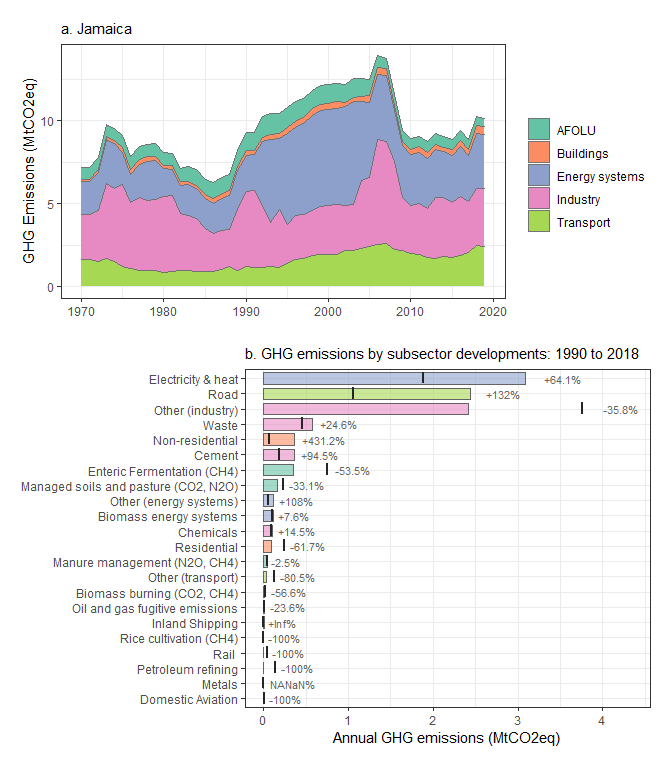 a. Jamaica
GHG Emissions (MtCO2eq)
10
5
0
1970
1980
1990
2000
2010
2020
AFOLU
Buildings
Energy systems
Industry
Transport
b. GHG emissions by subsector developments: 1990 to 2018
Electricity & heat +64.1%
Road +132%
Other (industry) -35.8%
Waste +24.6%
Non-residential +431.2%
Cement +94.5%
Enteric Fermentation (CH4) -53.5%
Managed soils and pasture (CO2, N2O) -33.1%
Other (energy systems) +108%
Biomass energy systems +7.6%
Chemicals +14.5%
Residential -61.7%
Manure management (N2O, CH4) -2.5%
Other (transport) -80.5%
Biomass burning (CO2, CH4) -56.6%
Oil and gas fugitive emissions -23.6%
Inland Shipping +Inf%
Rice cultivation (CH4) -100%
Rail -100%
Petroleum refining -100%
Metals NANaN%
Domestic Aviation -100%
0
1
2
3
4
Annual GHG emissions (MtCO2eq)